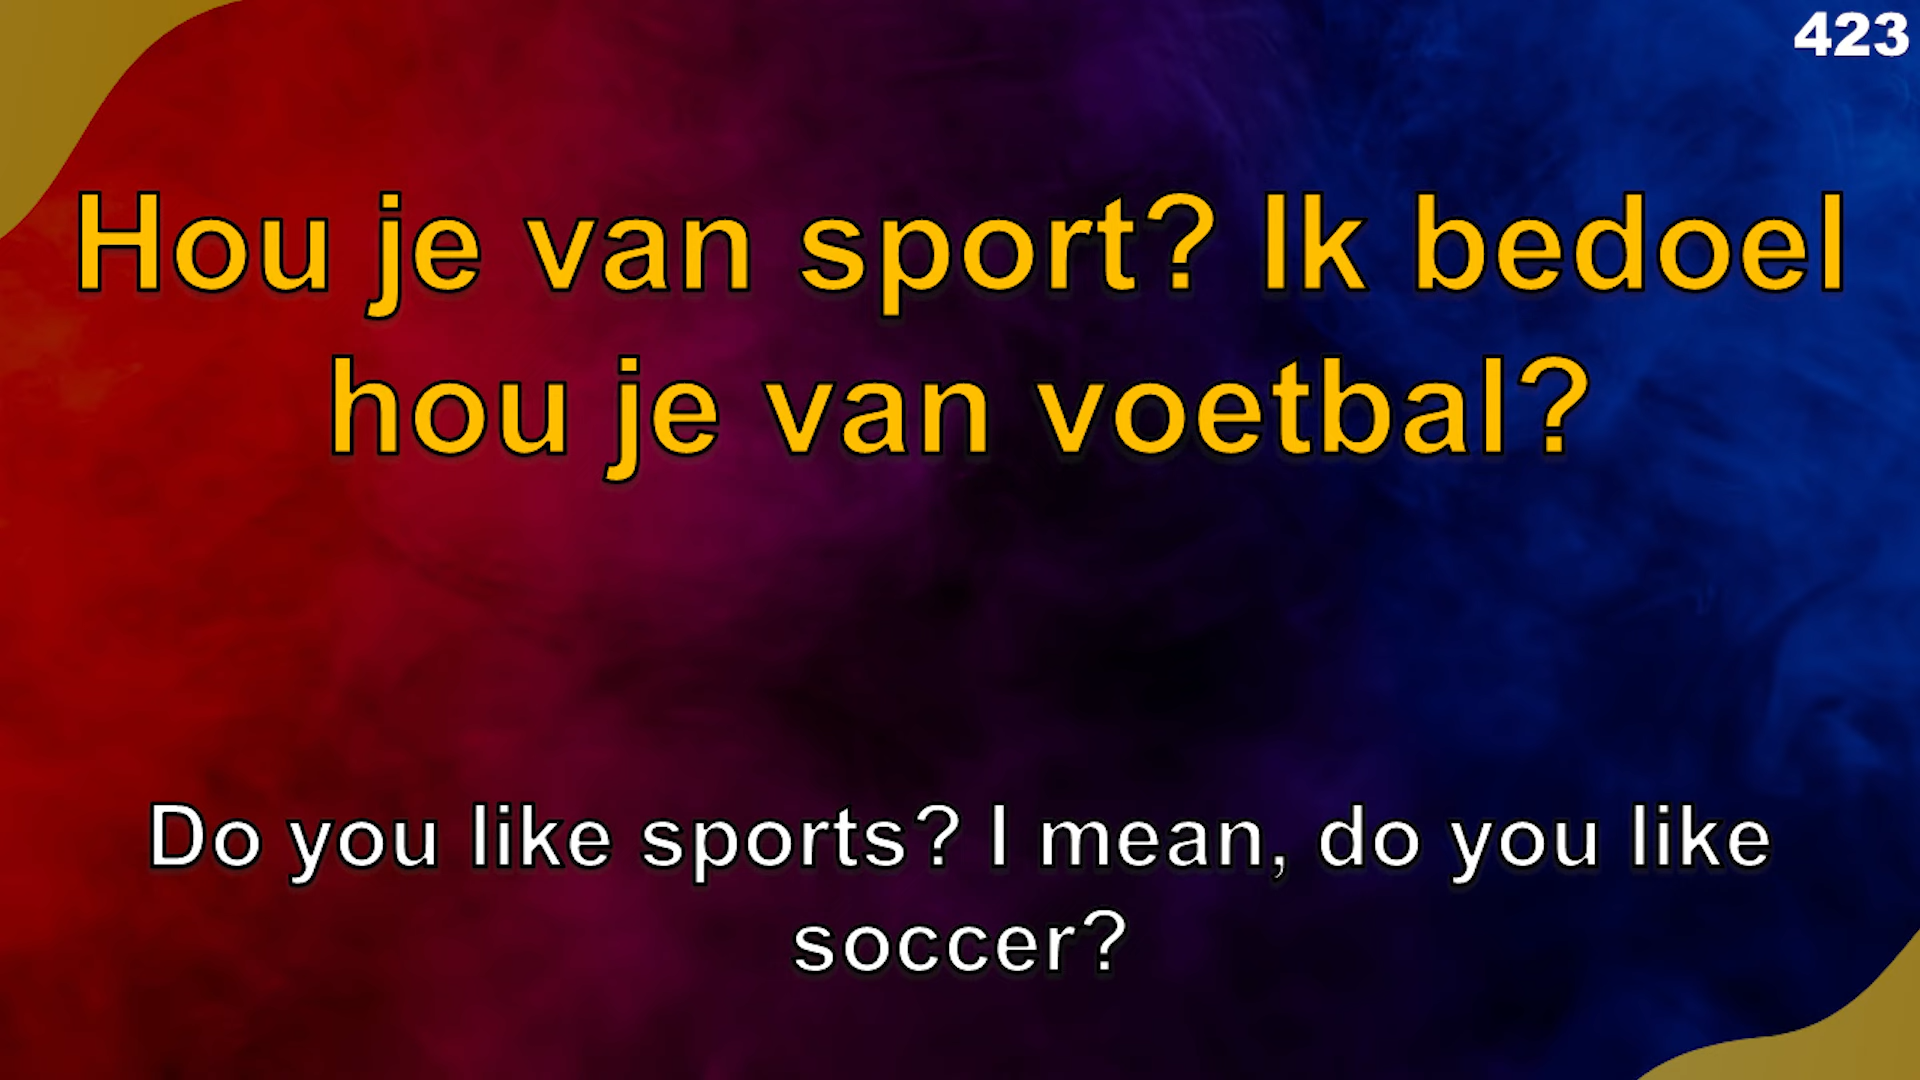 423
Hou je van sport? Ik bedoel
hou je van voetbal?
Do you like sports? I mean, do you like
soccer?